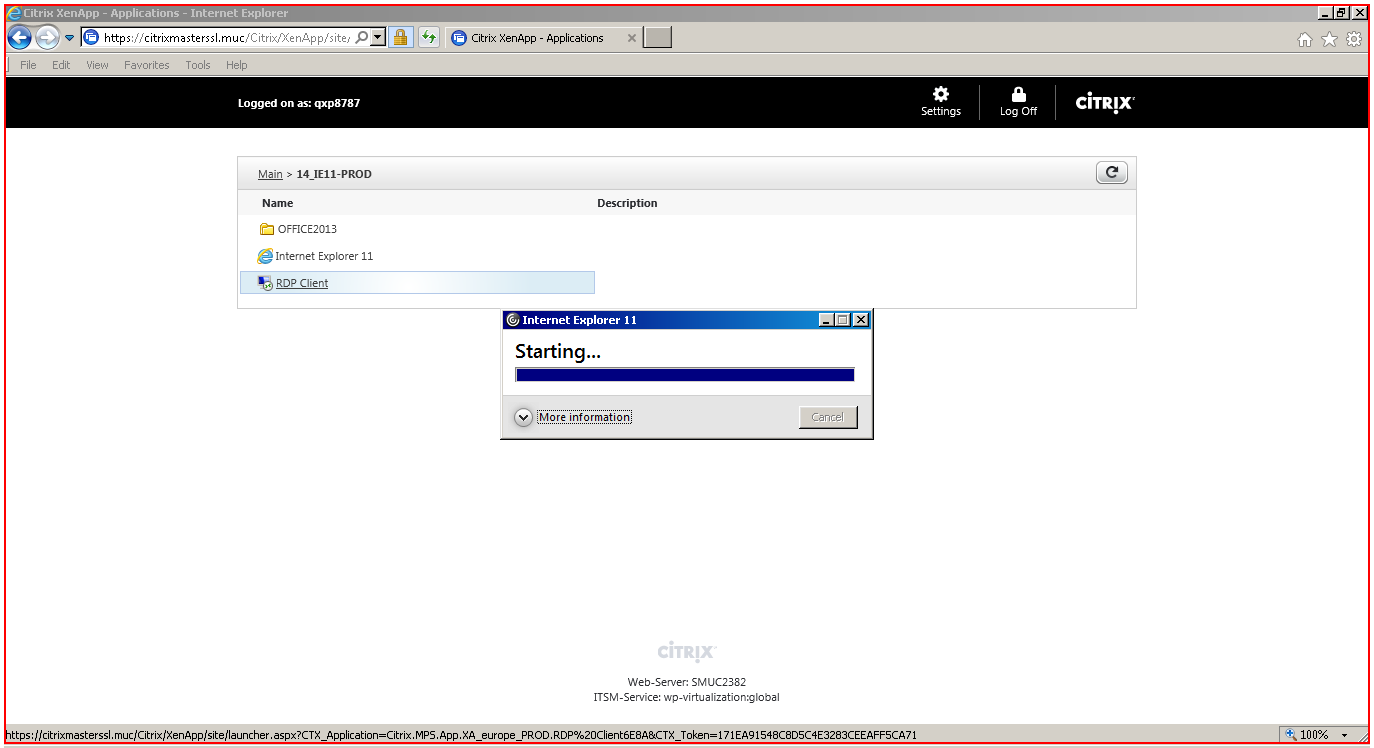 Citrix XenApp - Applications - Internet Explorer
https://citrixmasterssl.muc/Citrix/XenApp/site/ Citrix XenApp - Applications
File Edit View Favorites Tools Help
Logged on as: qxp8787
Settings Log Off CITRIX
Main > 14_IE11-PROD
Name Description
OFFICE2013
Internet Explorer 11
RDP Client
Internet Explorer 11
Starting...
More information Cancel
CITRIX
Web-Server: SMUC2382
ITSM-Service: wp-virtualization:global
https://citrixmasterssl.muc/Citrix/XenApp/site/launcher.aspx?CTX_Application=Citrix.MPS.App.XA_europe_PROD.RDP%20Client6E8A&CTX_Token=171EA91548C8D5C4E3283CEEAFF5CA71 100%